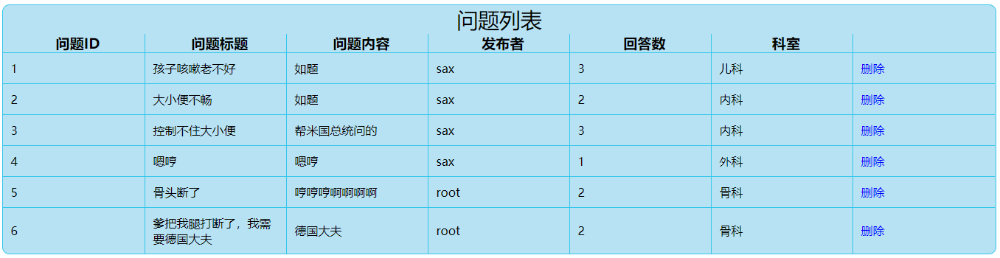 问题列表
问题ID 问题标题 问题内容 发布者 回答数 科室
1 孩子咳嗽老不好 如题 sax 3 儿科 删除
2 大小便不畅 如题 sax 2 内科 删除
3 控制不住大小便 帮米国总统问的 sax 3 内科 删除
4 嗯哼 嗯哼 sax 1 外科 删除
5 骨头断了 哼哼哼啊啊啊啊 root 2 骨科 删除
6 爹把我腿打断了，我需 德国大夫 root 2 骨科 删除
要德国大夫